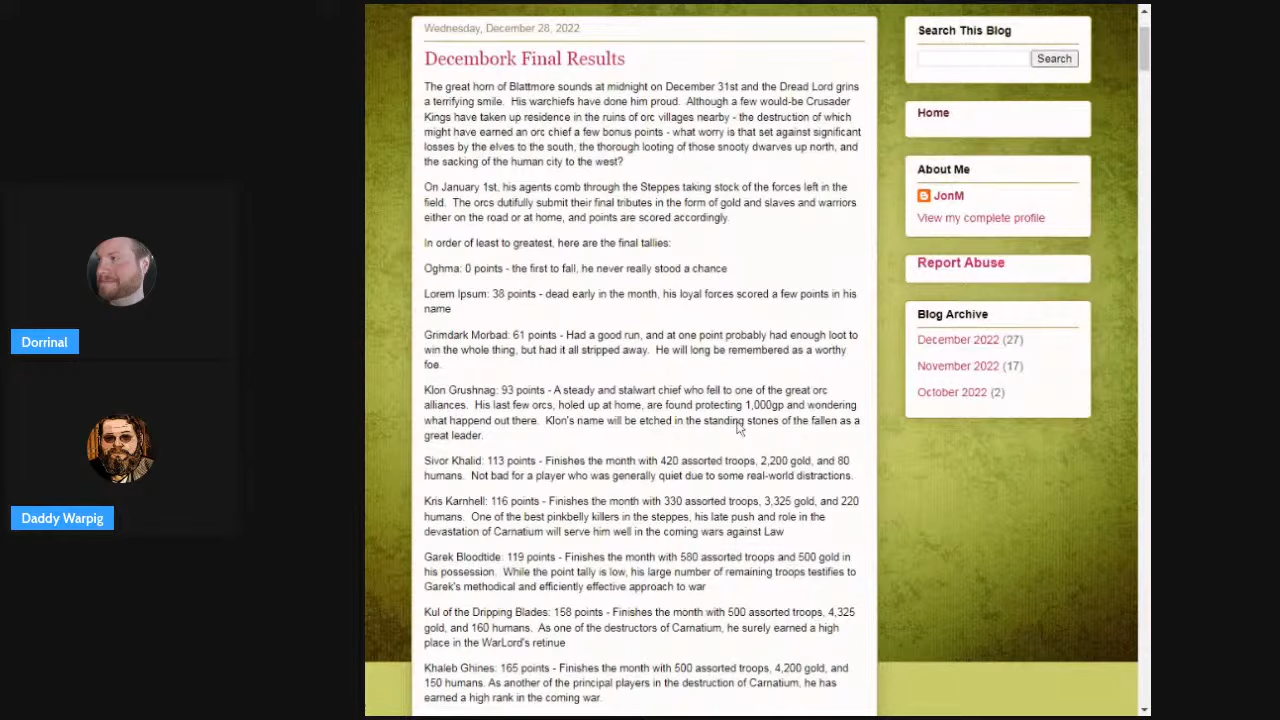 Wednesday, December 28, 2022
Decembork Final Results
The great horn of Blattmore sounds at midnight on December 31st and the Dread Lord grins
a terrifying smile. His warchiefs have done him proud. Although a few would-be Crusader
Kings have taken up residence in the ruins of orc villages nearby - the destruction of which
might have earned an orc chief a few bonus points - what worry is that set against significant
losses by the elves to the south, the thorough looting of those snooty dwarves up north, and
the sacking of the human city to the west?
On January 1st, his agents comb through the Steppes taking stock of the forces left in the
field. The orcs dutifully submit their final tributes in the form of gold and slaves and warriors
either on the road or at home, and points are scored accordingly.
In order of least to greatest, here are the final tallies:
Oghma: 0 points - the first to fall, he never really stood a chance
Lorem Ipsum: 38 points - dead early in the month, his loyal forces scored a few points in his
name
Grimdark Morbad: 61 points - Had a good run, and at one point probably had enough loot to
win the whole thing, but had it all stripped away. He will long be remembered as a worthy
foe.
Klon Grushnag: 93 points - A steady and stalwart chief who fell to one of the great orc
alliances. His last few orcs, holed up at home, are found protecting 1,000gp and wondering
what happend out there. Klon's name will be etched in the standing stones of the fallen as a
great leader.
Sivor Khalid: 113 points - Finishes the month with 420 assorted troops, 2,200 gold, and 80
humans. Not bad for a player who was generally quiet due to some real-world distractions.
Kris Karnhell: 116 points - Finishes the month with 330 assorted troops, 3,325 gold, and 220
humans. One of the best pinkbelly killers in the steppes, his late push and role in the
devastation of Carnatium will serve him well in the coming wars against Law
Garek Bloodtide: 119 points - Finishes the month with 580 assorted troops and 500 gold in
his possession. While the point tally is low, his large number of remaining troops testifies to
Garek's methodical and efficiently effective approach to war
Kul of the Dripping Blades: 158 points - Finishes the month with 500 assorted troops, 4,325
gold, and 160 humans. As one of the destructors of Carnatium, he surely earned a high
place in the WarLord's retinue
Khaleb Ghines: 165 points - Finishes the month with 500 assorted troops, 4,200 gold, and
150 humans. As another of the principal players in the destruction of Carnatium, he has
earned a high rank in the coming war.
Search This Blog
Search
Home
About Me
JonM
View my complete profile
Report Abuse
Blog Archive
December 2022 (27)
November 2022 (17)
October 2022 (2)
Dorrinal
Daddy Warpig